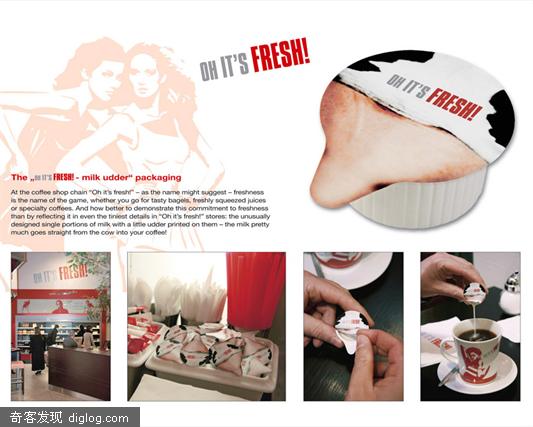 OH IT'S FRESH!
OH IT'S FRESH!
The „OH IT'S FRESH! - milk udder“ packaging
At the coffee shop chain “Oh it's fresh!” – as the name might suggest – freshness
is the name of the game, whether you go for tasty bagels, freshly squeezed juices
or specialty coffees. And how better to demonstrate this commitment to freshness
than by reflecting it in even the tiniest details in “Oh it's fresh!” stores: the unusually
designed single portions of milk with a little udder printed on them – the milk pretty
much goes straight from the cow into your coffee!
OH IT'S FRESH!
奇客发现 diglog.com